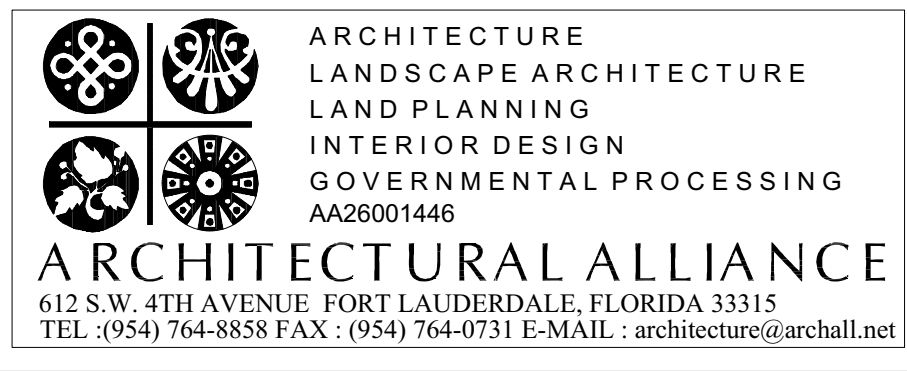 ARCHITECTURE
LANDSCAPE ARCHITECTURE
LAND PLANNING
INTERIOR DESIGN
GOVERNMENTAL PROCESSING
AA26001446
ARCHITECTURAL ALLIANCE
612 S.W. 4TH AVENUE FORT LAUDERDALE, FLORIDA 33315
TEL :(954) 764-8858 FAX : (954) 764-0731 E-MAIL : architecture@archall.net